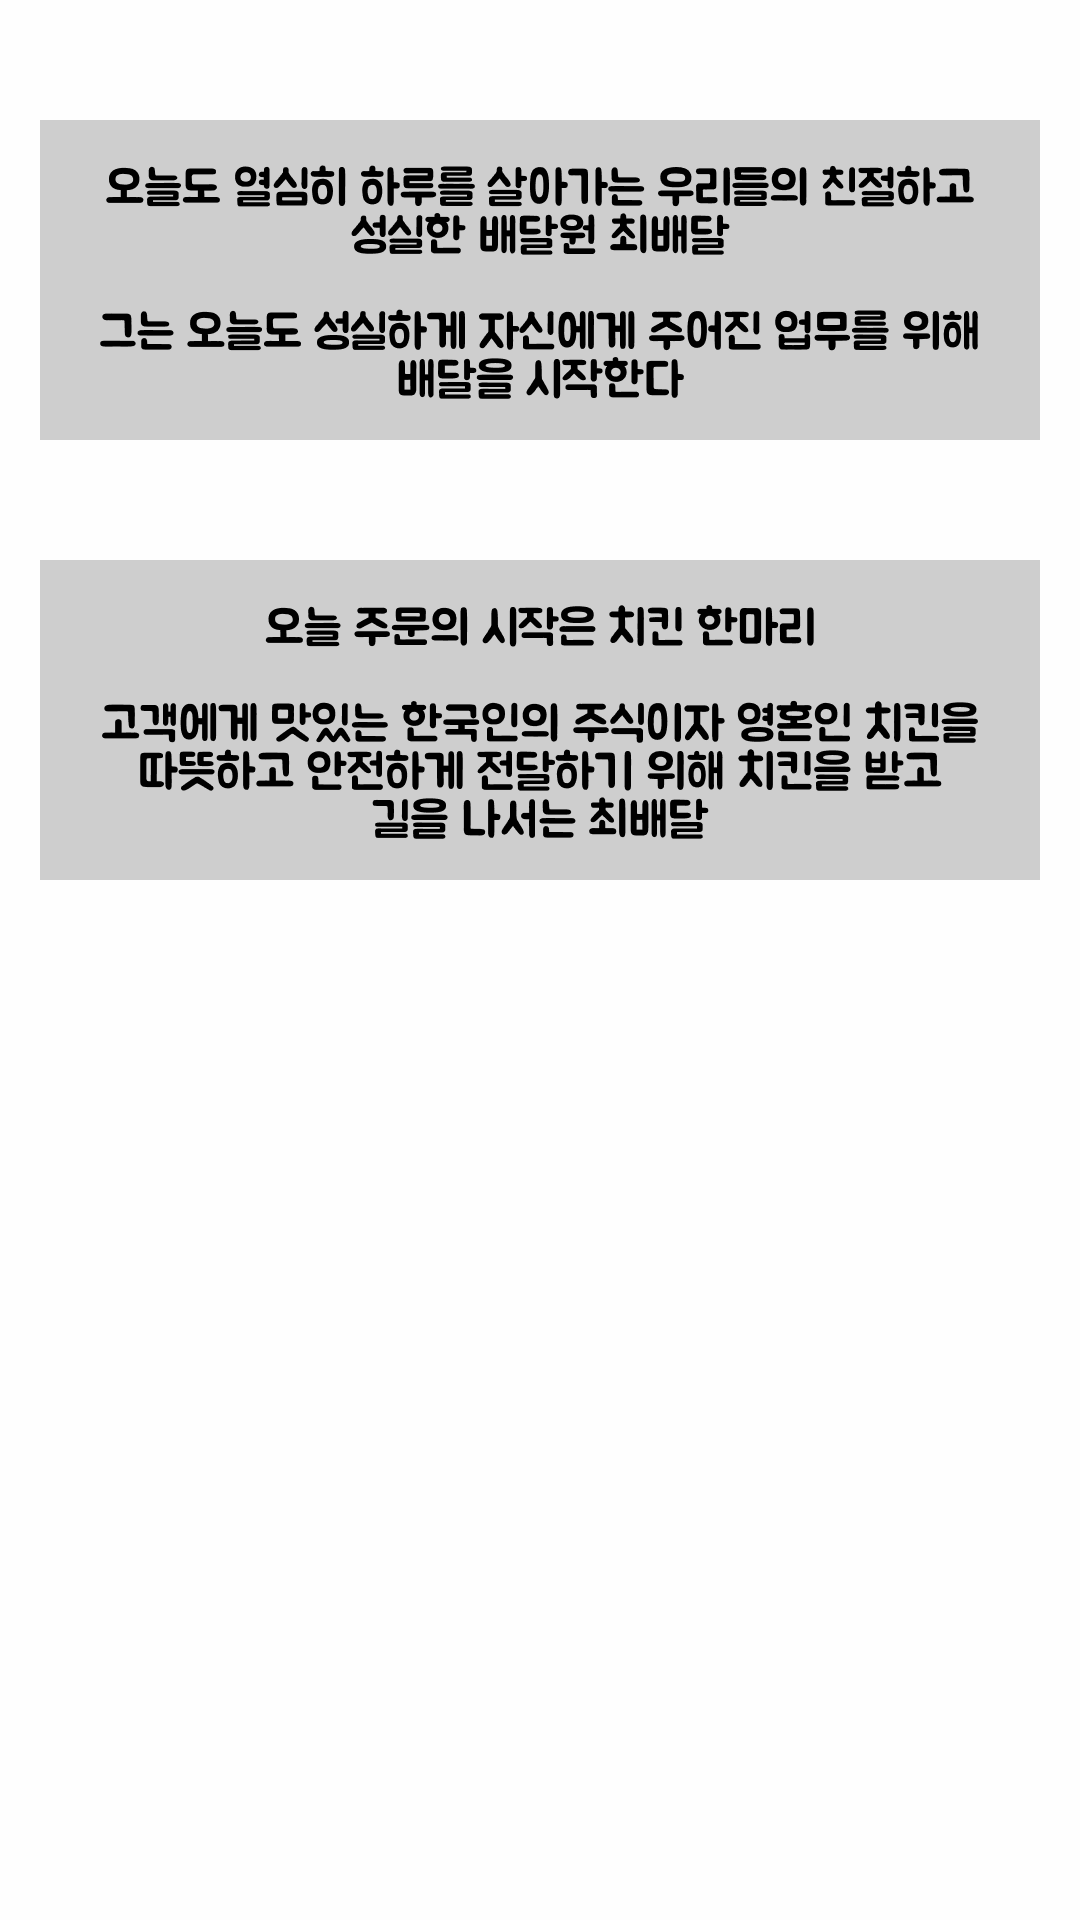 오늘도 열심히 하루를 살아가는 우리들의 친절하고
성실한 배달원 최배달
그는 오늘도 성실하게 자신에게 주어진 업무를 위해
배달을 시작한다
오늘 주문의 시작은 치킨 한마리
고객에게 맛있는 한국인의 주식이자 영혼인 치킨을
따뜻하고 안전하게 전달하기 위해 치킨을 받고
길을 나서는 최배달